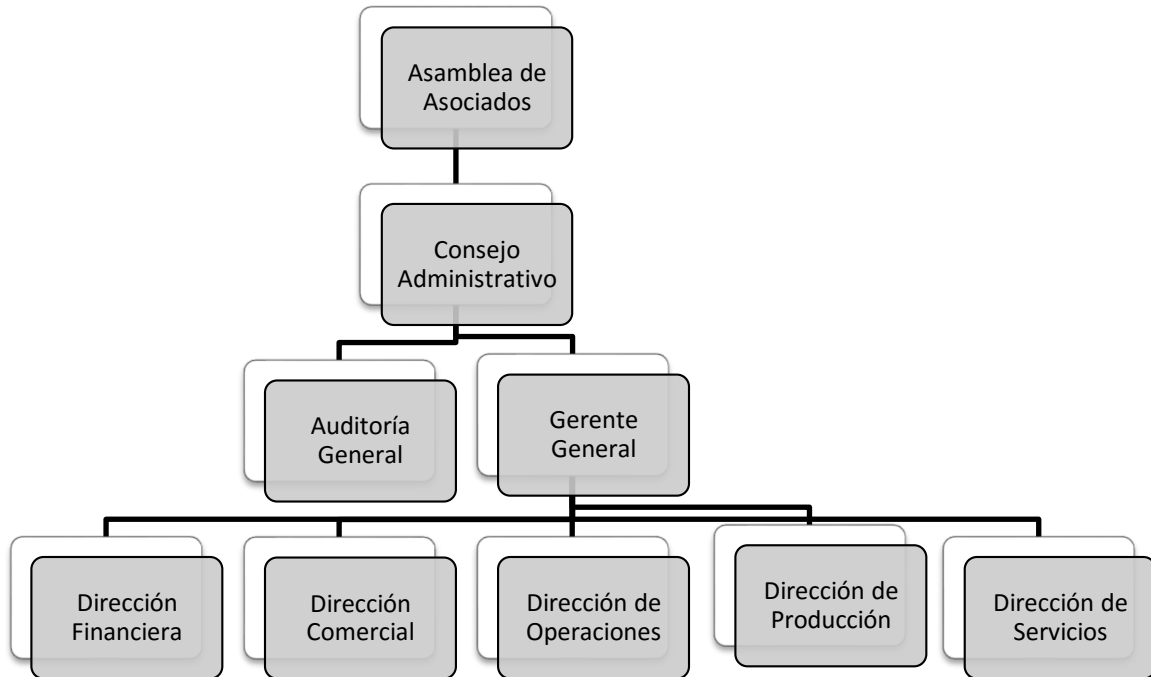 Asamblea de
Asociados
Consejo
Administrativo
Auditoría
General
Gerente
General
Dirección
Financiera
Dirección
Comercial
Dirección de
Operaciones
Dirección de
Producción
Dirección de
Servicios